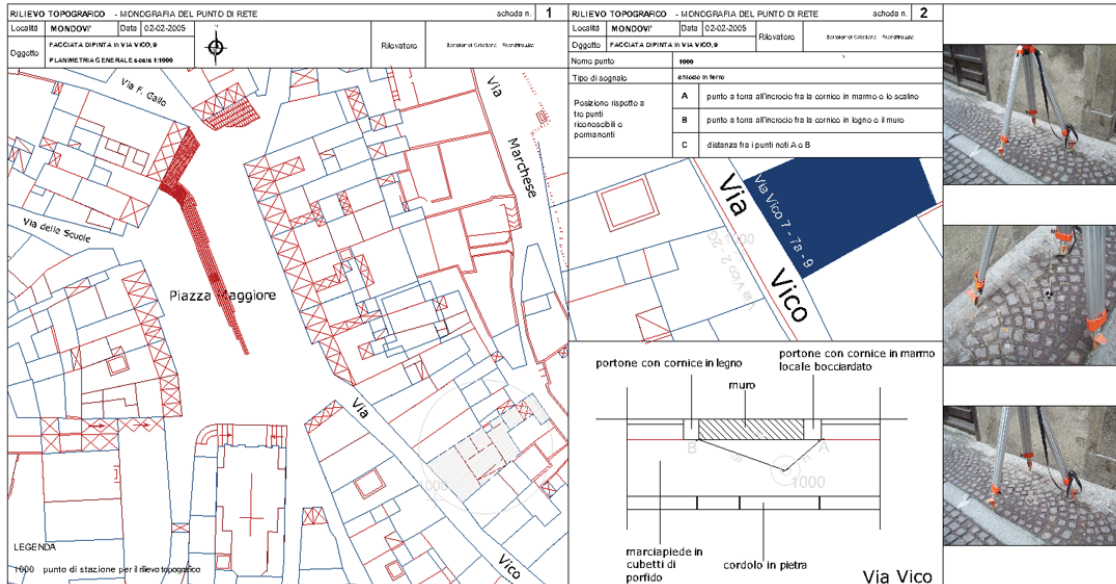 RILIEVO TOPOGRAFICO - MONOGRAFIA DEL PUNTO DI RETE scheda n. 1
Località MONDOVI' Data 02-02-2005
Oggetto FACCIATA DIPINTA in VIA VICO,9
PLANIMETRIA GENERALE scala 1:1000
Rilevatore
Via F. Gallo
Via delle Scuole
Piazza Maggiore
Via
Marchese
Via
1000
Vico
LEGENDA
1000 punto di stazione per il rilievo topografico
RILIEVO TOPOGRAFICO - MONOGRAFIA DEL PUNTO DI RETE scheda n. 2
Località MONDOVI' Data 02-02-2005 Rilevatore
Oggetto FACCIATA DIPINTA in VIA VICO,9
Nome punto 1000
Tipo di segnale chiodo in ferro
Posizione rispetto a
tre punti
riconoscibili e
permanenti
A punto a terra all'incrocio fra la cornice in marmo e lo scalino
B punto a terra all'incrocio fra la cornice in legno e il muro
C distanza fra i punti noti A e B
Via
Via Vico 7 - 7a - 9
1000
Vico
portone con cornice in legno
muro
portone con cornice in marmo
locale bocciardato
B
A
1000
marciapiede in
cubetti di
porfido
cordolo in pietra
Via Vico